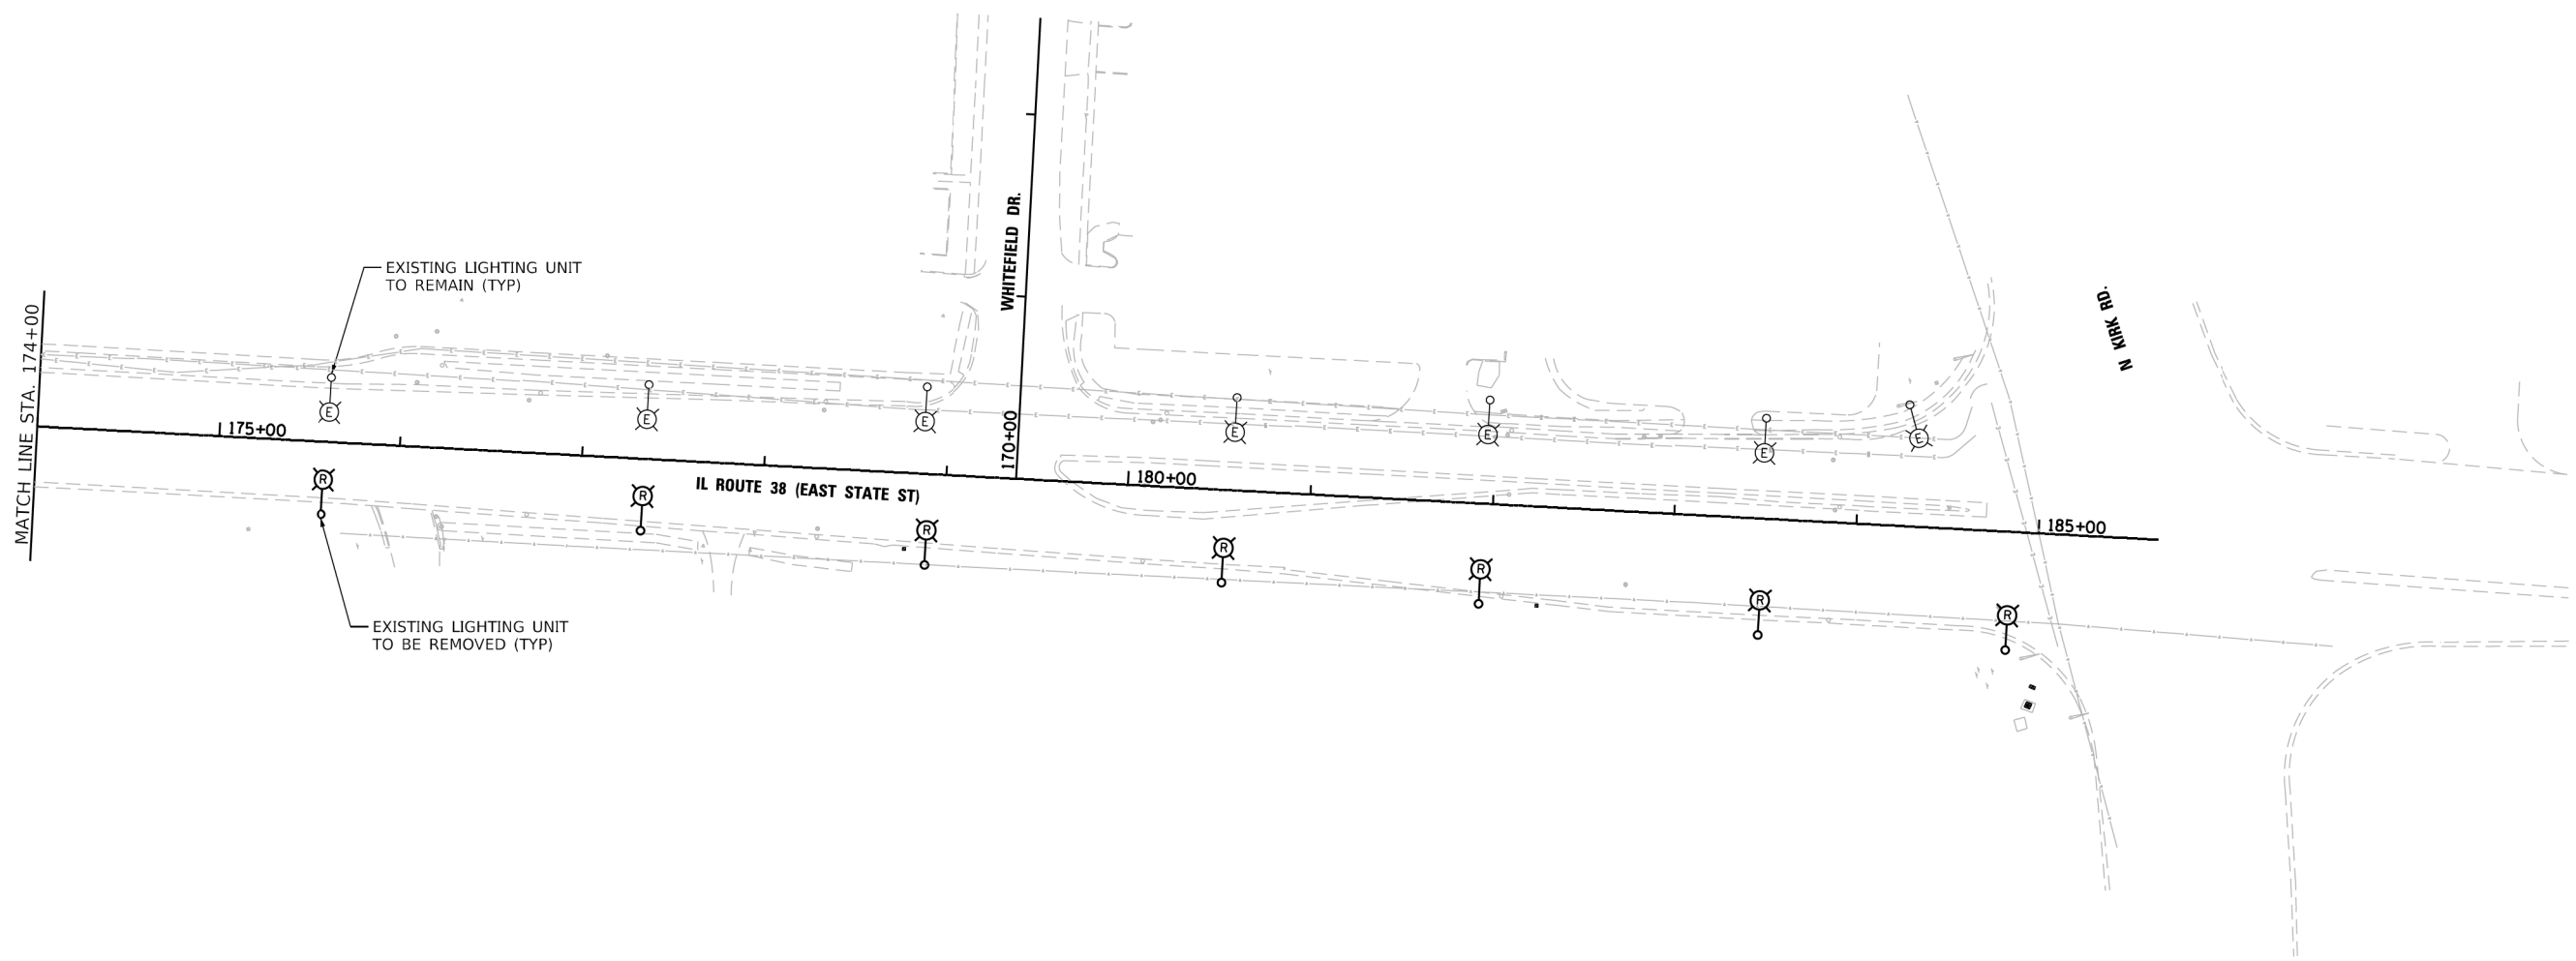 WHITEFIELD DR.
EXISTING LIGHTING UNIT
TO REMAIN (TYP)
N KIRK RD.
MATCH LINE STA. 174+00
E
E
E
E
E
E
E
175+00
170+00
180+00
IL ROUTE 38 (EAST STATE ST)
185+00
R
R
R
R
R
R
R
EXISTING LIGHTING UNIT
TO BE REMOVED (TYP)